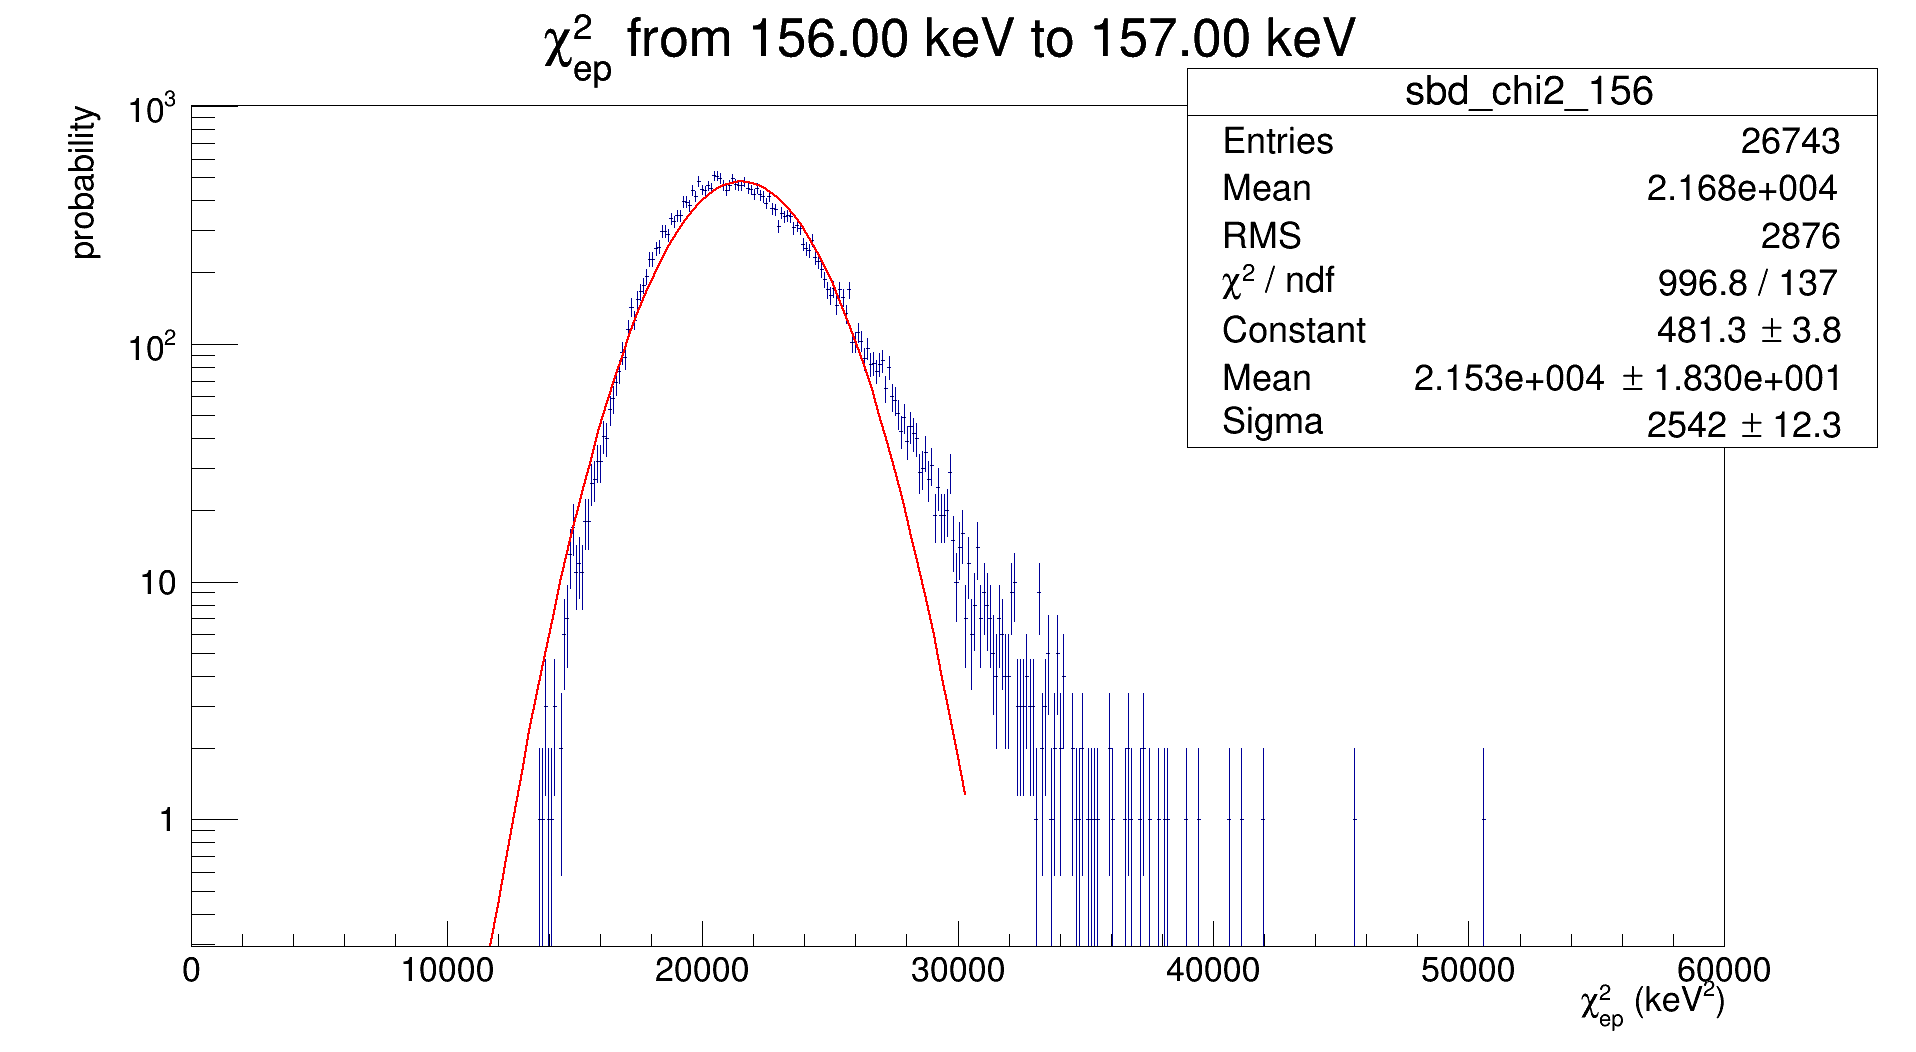 χ²ep from 156.00 keV to 157.00 keV
sbd_chi2_156
Entries 26743
Mean 2.168e+004
RMS 2876
χ² / ndf 996.8 / 137
Constant 481.3 ± 3.8
Mean 2.153e+004 ± 1.830e+001
Sigma 2542 ± 12.3
probability
10³
10²
10
1
0 10000 20000 30000 40000 50000 60000
χ²ep (keV²)